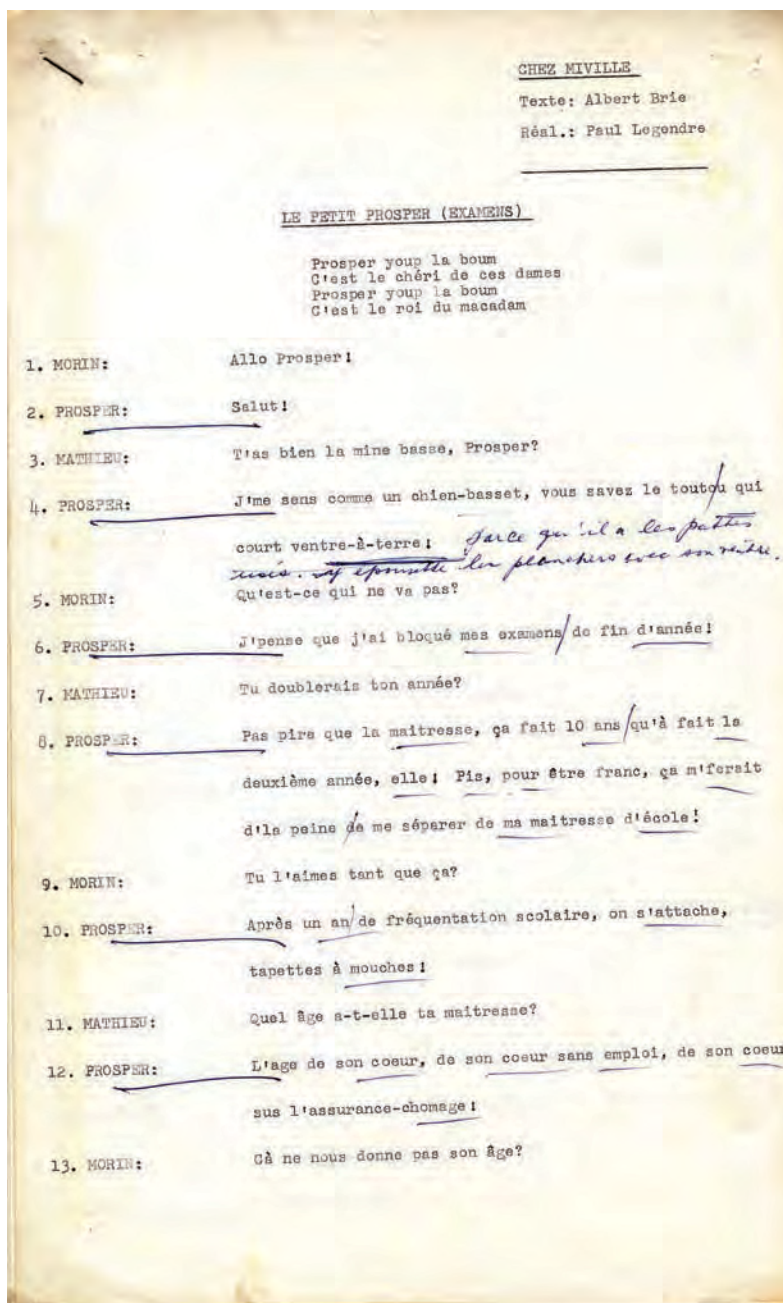 CHEZ MIVILLE
Texte: Albert Brie
Réal.: Paul Legendre
LE PETIT PROSPER (EXAMENS)
Prosper youp la boum
C'est le chéri de ces dames
Prosper youp la boum
C'est le roi du macadam
1. MORIN: Allo Prosper!
2. PROSPER: Salut!
3. MATHIEU: T'as bien la mine basse, Prosper?
4. PROSPER: J'me sens comme un chien-basset, vous savez le toutou qui
court ventre-à-terre! Parce qu'il a les pattes
époussette les planchers avec son ventre.
5. MORIN: Qu'est-ce qui ne va pas?
6. PROSPER: J'pense que j'ai bloqué mes examens de fin d'année!
7. MATHIEU: Tu doublerais ton année?
8. PROSPER: Pas pire que la maitresse, ça fait 10 ans qu'à fait la
deuxième année, elle! Pis, pour être franc, ça m'ferait
d'la peine de me séparer de ma maitresse d'école!
9. MORIN: Tu l'aimes tant que ça?
10. PROSPER: Après un an de fréquentation scolaire, on s'attache,
tapettes à mouches!
11. MATHIEU: Quel âge a-t-elle ta maitresse?
12. PROSPER: L'age de son coeur, de son coeur sans emploi, de son coeur
sus l'assurance-chomage!
13. MORIN: Cà ne nous donne pas son âge?